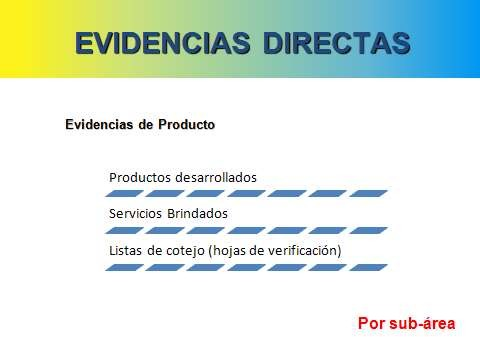 EVIDENCIAS DIRECTAS
Evidencias de Producto
Productos desarrollados
Servicios Brindados
Listas de cotejo (hojas de verificación)
Por sub-área